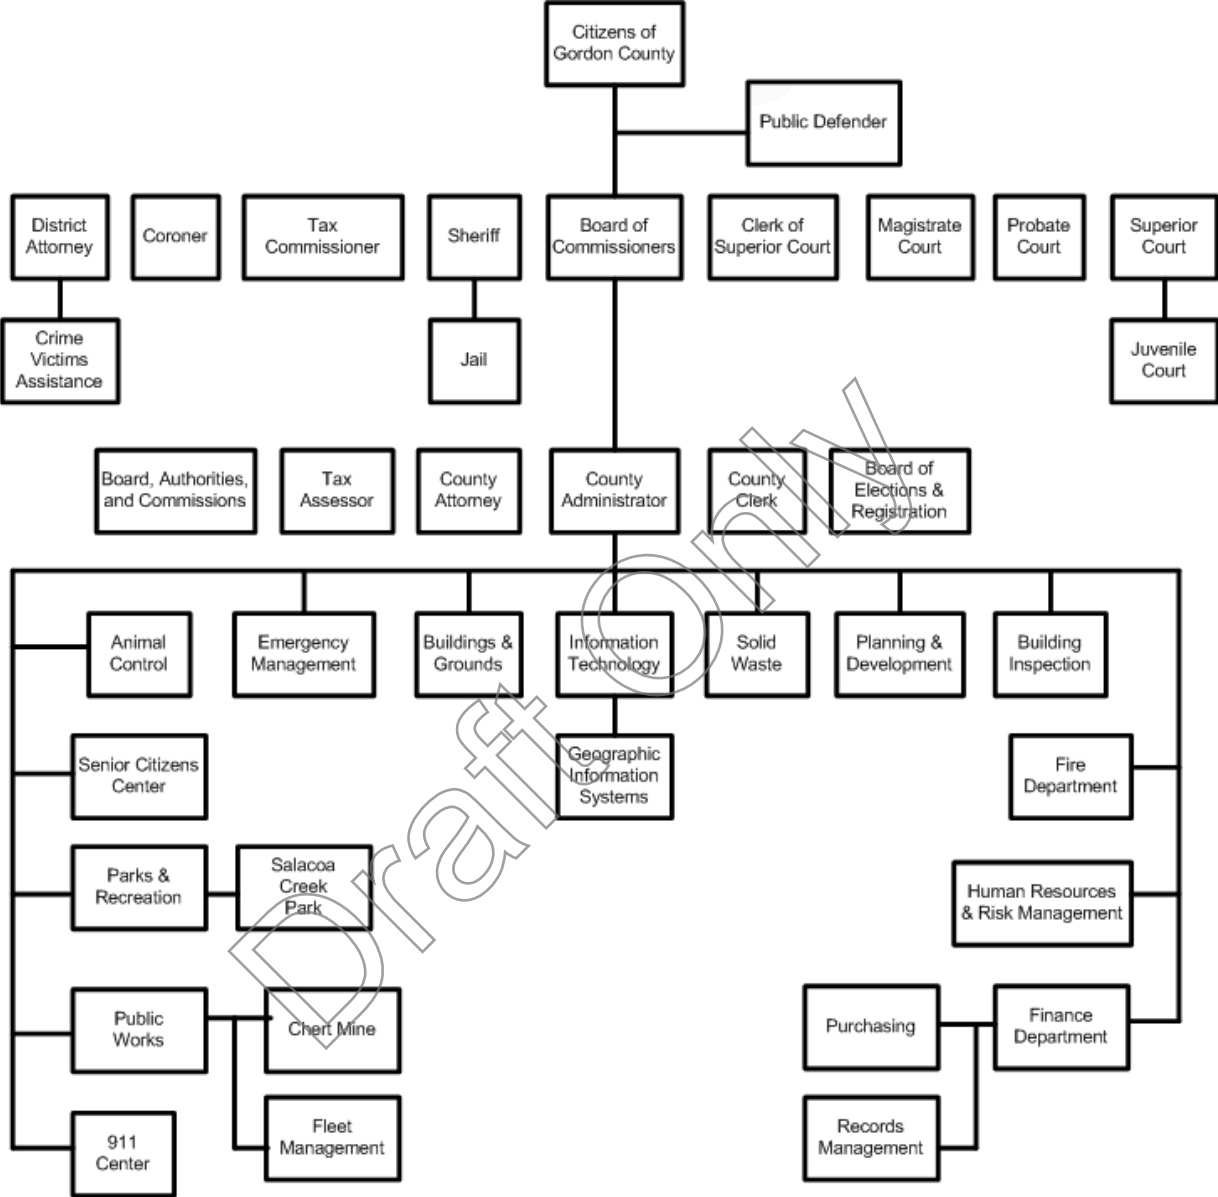 Citizens of
Gordon County
Public Defender
District
Attorney
Coroner
Tax
Commissioner
Sheriff
Board of
Commissioners
Clerk of
Superior Court
Magistrate
Court
Probate
Court
Superior
Court
Crime
Victims
Assistance
Jail
Juvenile
Court
Board, Authorities,
and Commissions
Tax
Assessor
County
Attorney
County
Administrator
County
Clerk
Board of
Elections &
Registration
Animal
Control
Emergency
Management
Buildings &
Grounds
Information
Technology
Solid
Waste
Planning &
Development
Building
Inspection
Senior Citizens
Center
Geographic
Information
Systems
Fire
Department
Parks &
Recreation
Salacoa
Creek
Park
Human Resources
& Risk Management
Public
Works
Chert Mine
Purchasing
Finance
Department
911
Center
Fleet
Management
Records
Management
Draft Only